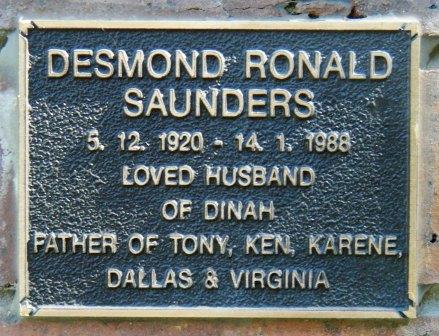 DESMOND RONALD
SAUNDERS
5. 12. 1920 - 14. 1. 1988
LOVED HUSBAND
OF DINAH
FATHER OF TONY, KEN, KARENE,
DALLAS & VIRGINIA